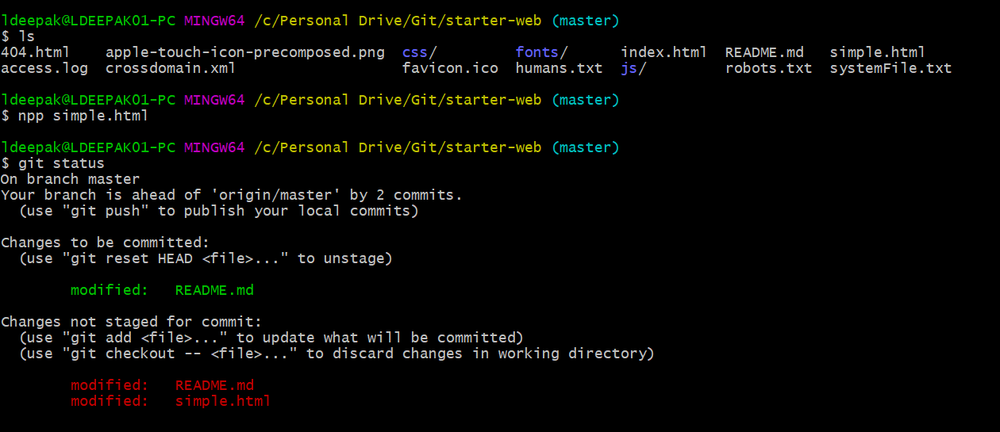 ldeepak@LDEEPAK01-PC MINGW64 /c/Personal Drive/Git/starter-web (master)
$ ls
404.html    apple-touch-icon-precomposed.png  css/         fonts/      index.html  README.md   simple.html
access.log  crossdomain.xml                   favicon.ico  humans.txt  js/         robots.txt  systemFile.txt

ldeepak@LDEEPAK01-PC MINGW64 /c/Personal Drive/Git/starter-web (master)
$ npp simple.html

ldeepak@LDEEPAK01-PC MINGW64 /c/Personal Drive/Git/starter-web (master)
$ git status
On branch master
Your branch is ahead of 'origin/master' by 2 commits.
  (use "git push" to publish your local commits)

Changes to be committed:
  (use "git reset HEAD <file>..." to unstage)

        modified:   README.md

Changes not staged for commit:
  (use "git add <file>..." to update what will be committed)
  (use "git checkout -- <file>..." to discard changes in working directory)

        modified:   README.md
        modified:   simple.html